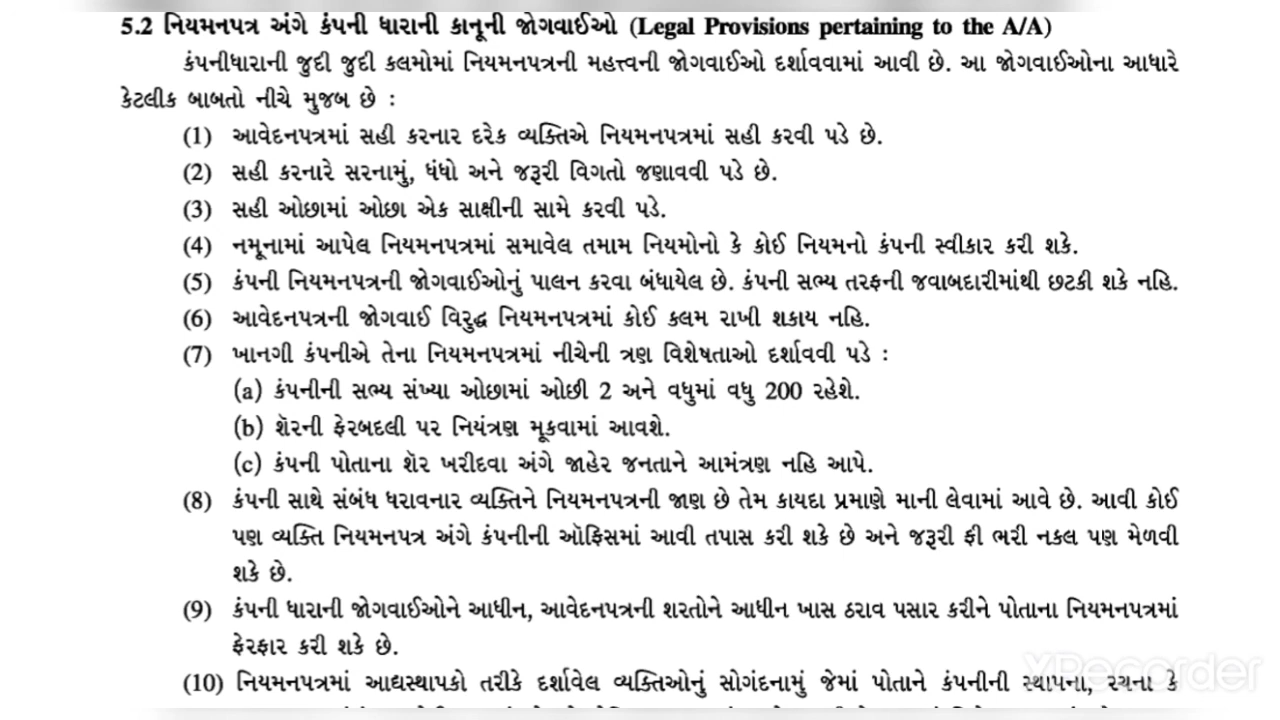 5.2 નિયમનપત્ર અંગે કંપની ધારાની કાનૂની જોગવાઈઓ (Legal Provisions pertaining to the A/A)
કંપનીધારાની જુદી જુદી કલમોમાં નિયમનપત્રની મહત્ત્વની જોગવાઈઓ દર્શાવવામાં આવી છે. આ જોગવાઈઓના આધારે
કેટલીક બાબતો નીચે મુજબ છે :
(1) આવેદનપત્રમાં સહી કરનાર દરેક વ્યક્તિએ નિયમનપત્રમાં સહી કરવી પડે છે.
(2) સહી કરનારે સરનામું, ધંધો અને જરૂરી વિગતો જણાવવી પડે છે.
(3) સહી ઓછામાં ઓછા એક સાક્ષીની સામે કરવી પડે.
(4) નમૂનામાં આપેલ નિયમનપત્રમાં સમાવેલ તમામ નિયમોનો કે કોઈ નિયમનો કંપની સ્વીકાર કરી શકે.
(5) કંપની નિયમનપત્રની જોગવાઈઓનું પાલન કરવા બંધાયેલ છે. કંપની સભ્ય તરફની જવાબદારીમાંથી છટકી શકે નહિ.
(6) આવેદનપત્રની જોગવાઈ વિરુદ્ધ નિયમનપત્રમાં કોઈ કલમ રાખી શકાય નહિ.
(7) ખાનગી કંપનીએ તેના નિયમનપત્રમાં નીચેની ત્રણ વિશેષતાઓ દર્શાવવી પડે :
(a) કંપનીની સભ્ય સંખ્યા ઓછામાં ઓછી 2 અને વધુમાં વધુ 200 રહેશે.
(b) શૅરની ફેરબદલી પર નિયંત્રણ મૂકવામાં આવશે.
(c) કંપની પોતાના શૅર ખરીદવા અંગે જાહેર જનતાને આમંત્રણ નહિ આપે.
(8) કંપની સાથે સંબંધ ધરાવનાર વ્યક્તિને નિયમનપત્રની જાણ છે તેમ કાયદા પ્રમાણે માની લેવામાં આવે છે. આવી કોઈ
પણ વ્યક્તિ નિયમનપત્ર અંગે કંપનીની ઑફિસમાં આવી તપાસ કરી શકે છે અને જરૂરી ફી ભરી નકલ પણ મેળવી
શકે છે.
(9) કંપની ધારાની જોગવાઈઓને આધીન, આવેદનપત્રની શરતોને આધીન ખાસ ઠરાવ પસાર કરીને પોતાના નિયમનપત્રમાં
ફેરફાર કરી શકે છે.
(10) નિયમનપત્રમાં આદ્યસ્થાપકો તરીકે દર્શાવેલ વ્યક્તિઓનું સોગંદનામું જેમાં પોતાને કંપનીની સ્થાપના, રચના કે
XRecorder